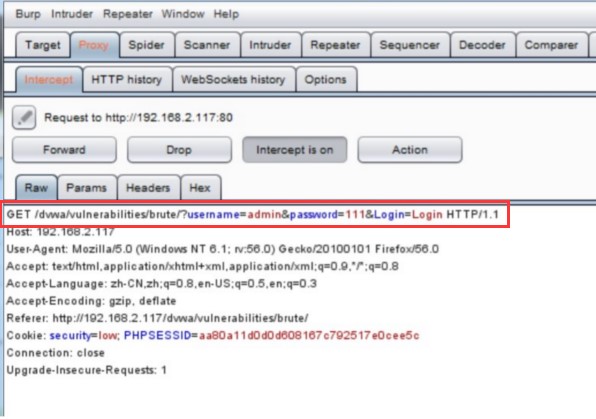 Burp Intruder Repeater Window Help
Target Proxy Spider Scanner Intruder Repeater Sequencer Decoder Comparer
Intercept HTTP history WebSockets history Options
Request to http://192.168.2.117:80
Forward Drop Intercept is on Action
Raw Params Headers Hex
GET /dvwa/vulnerabilities/brute/?username=admin&password=111&Login=Login HTTP/1.1
Host: 192.168.2.117
User-Agent: Mozilla/5.0 (Windows NT 6.1; rv:56.0) Gecko/20100101 Firefox/56.0
Accept: text/html,application/xhtml+xml,application/xml;q=0.9,*/*;q=0.8
Accept-Language: zh-CN,zh;q=0.8,en-US;q=0.5,en;q=0.3
Accept-Encoding: gzip, deflate
Referer: http://192.168.2.117/dvwa/vulnerabilities/brute/
Cookie: security=low; PHPSESSID=aa80a11d0d0d608167c792517e0cee5c
Connection: close
Upgrade-Insecure-Requests: 1